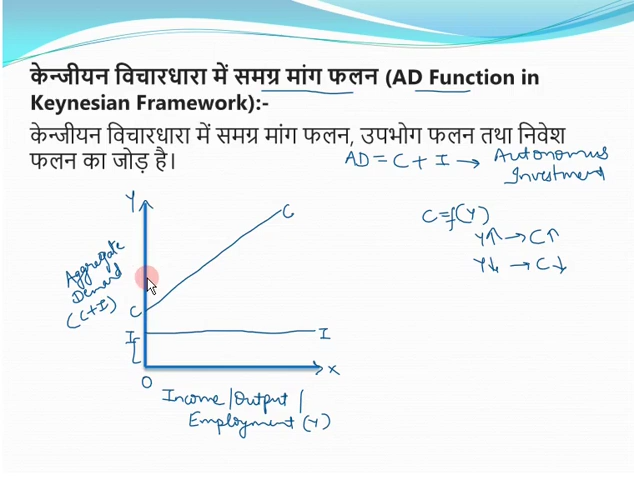 केन्जीयन विचारधारा में समग्र मांग फलन (AD Function in
Keynesian Framework):-
केन्जीयन विचारधारा में समग्र मांग फलन, उपभोग फलन तथा निवेश
फलन का जोड़ है।
AD = C + I → Autonomus
Investment
C = f(Y)
Y↑ → C↑
Y↓ → C↓
Y
C
Aggregate
Demand
(C+I)
C
I
I
O
X
Income/Output/
Employment (Y)